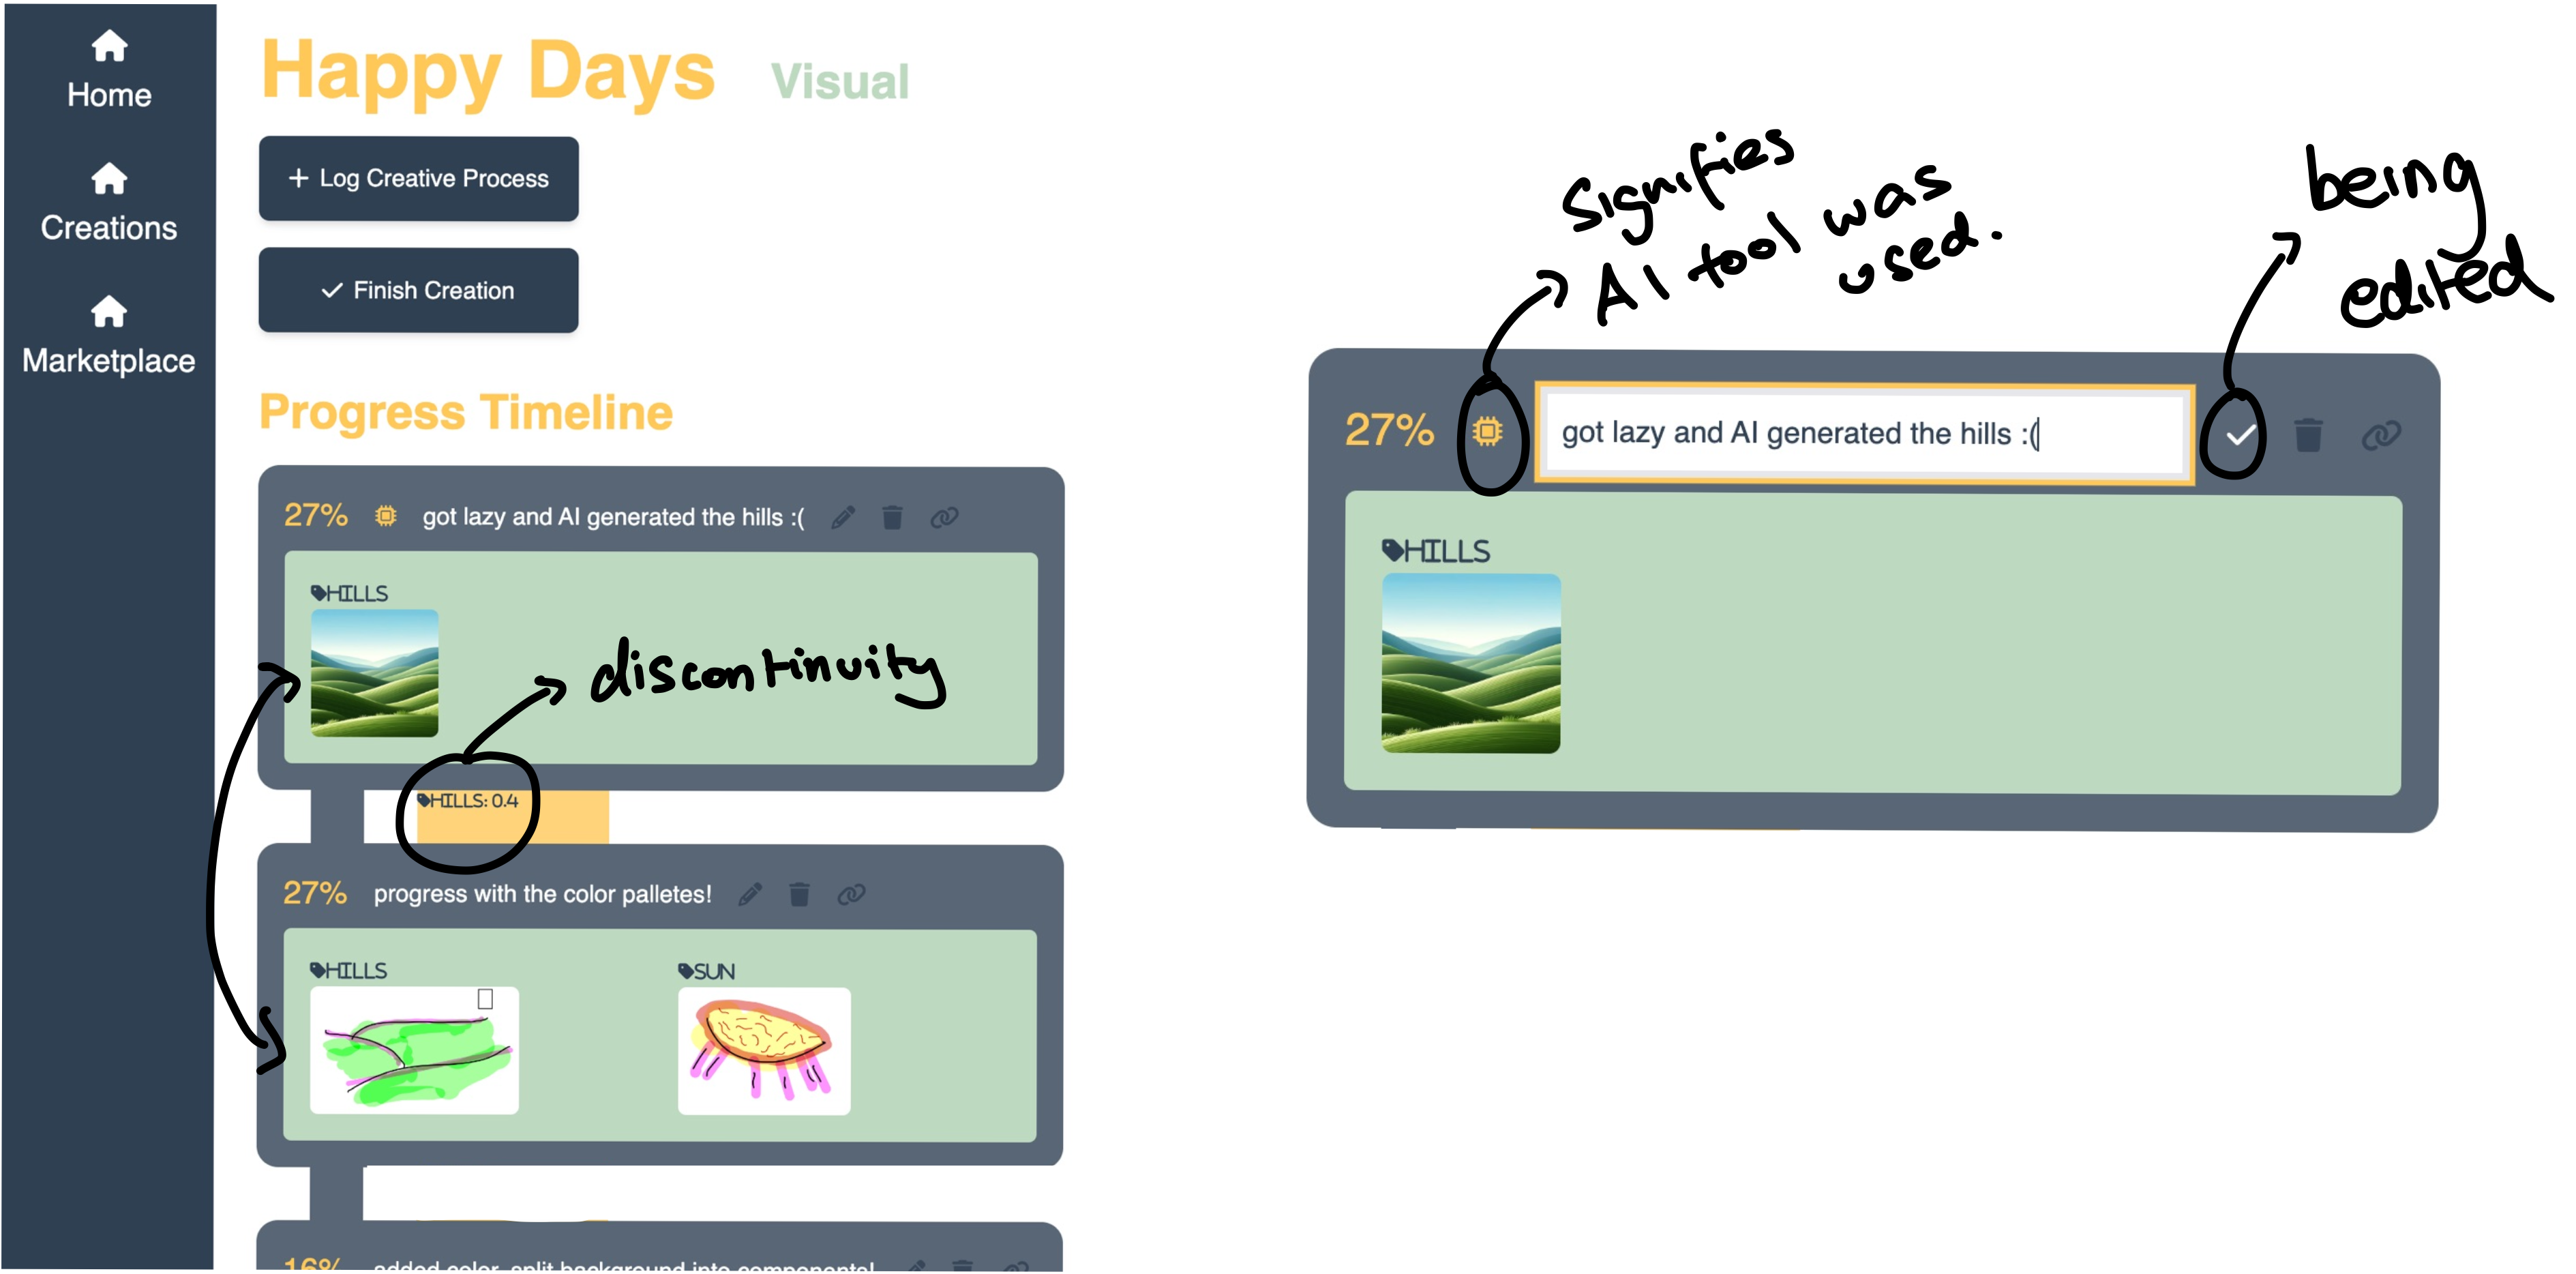 Home
Creations
Marketplace
Happy Days Visual
+ Log Creative Process
Finish Creation
Progress Timeline
27% got lazy and AI generated the hills :(
HILLS
discontinuity
HILLS: 0.4
27% progress with the color palletes!
HILLS SUN
16% added color, split background into components!
Signifies
AI tool was
used.
being
edited
27% got lazy and AI generated the hills :(
HILLS